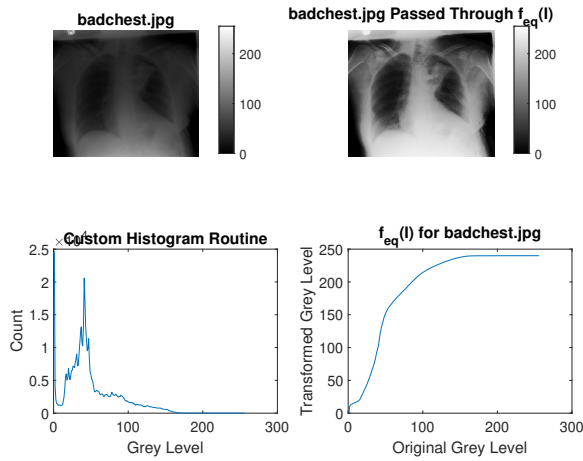 badchest.jpg
200
100
0
badchest.jpg Passed Through f_eq(I)
200
100
0
×10^4
Custom Histogram Routine
2.5
2
1.5
1
0.5
0
Count
0 100 200 300
Grey Level
f_eq(I) for badchest.jpg
250
200
150
100
50
0
Transformed Grey Level
0 100 200 300
Original Grey Level